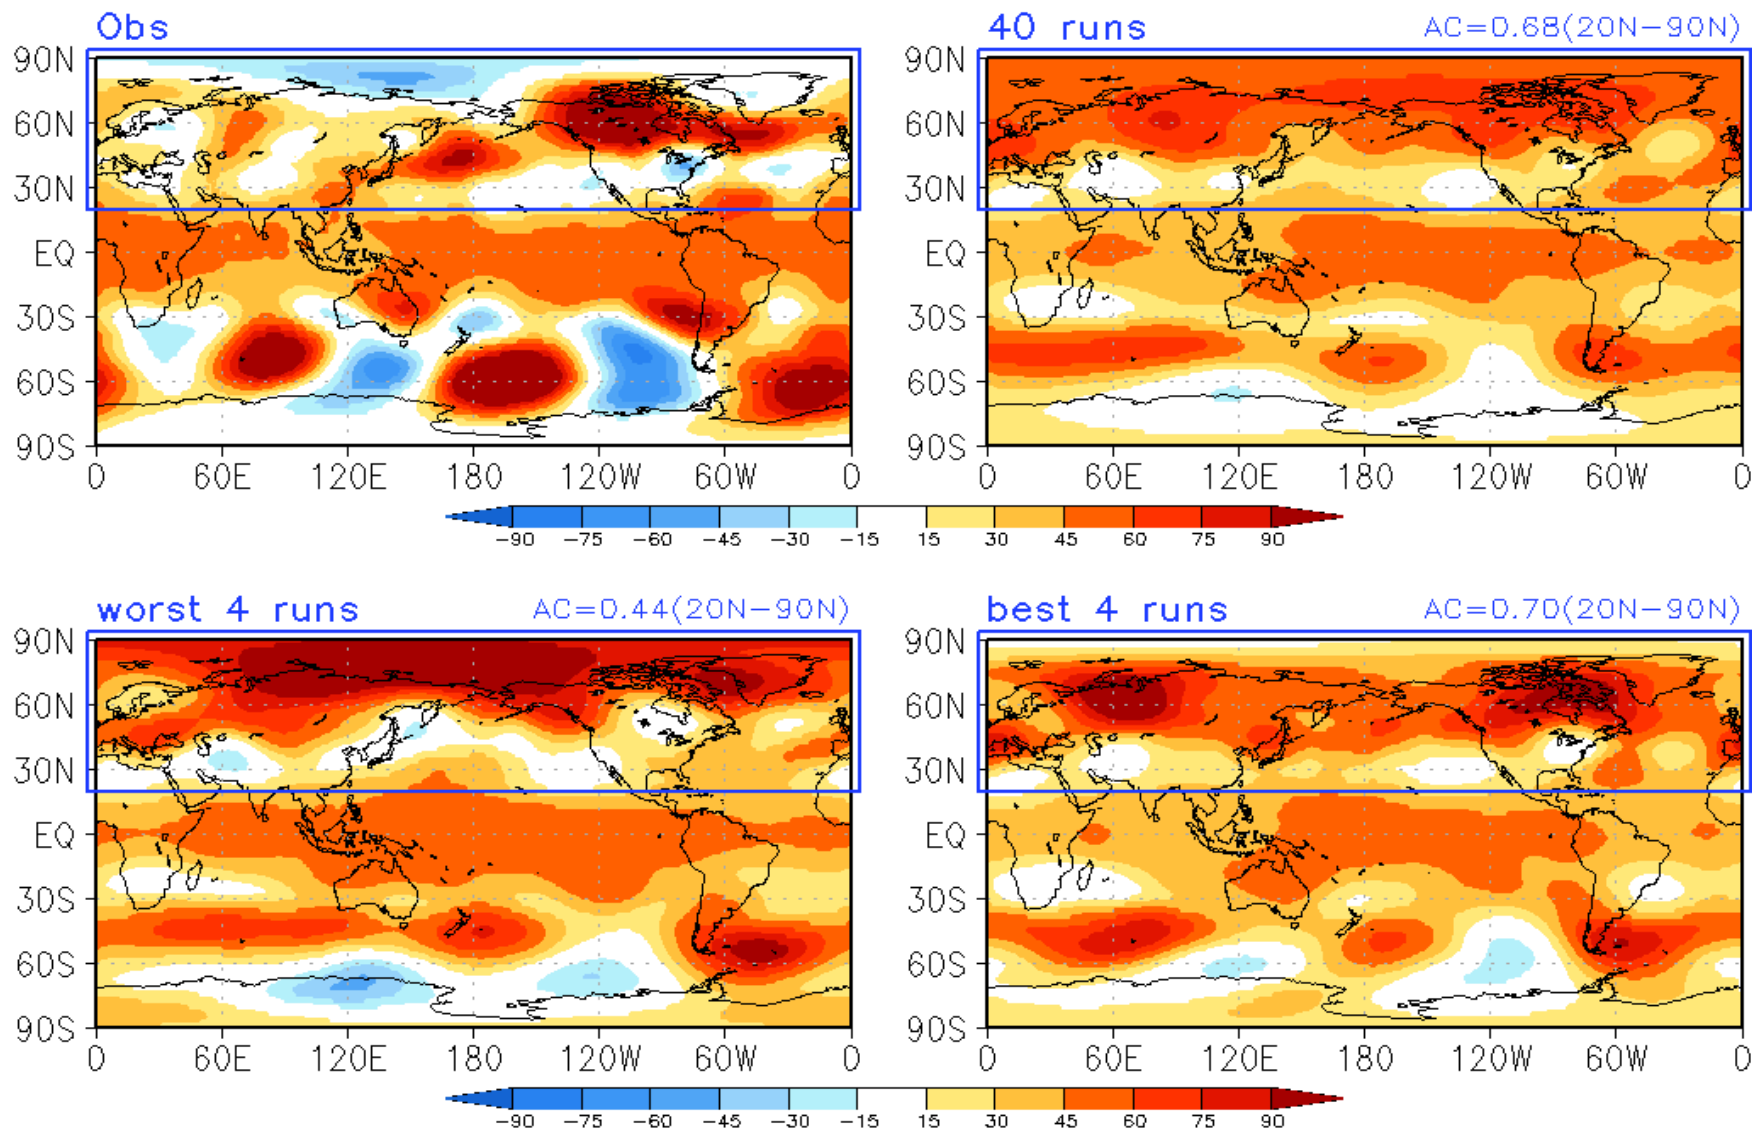 Obs
40 runs AC=0.68(20N-90N)
90N 90N
60N 60N
30N 30N
EQ EQ
30S 30S
60S 60S
90S 90S
0 60E 120E 180 120W 60W 0 0 60E 120E 180 120W 60W 0
-90 -75 -60 -45 -30 -15 15 30 45 60 75 90
worst 4 runs AC=0.44(20N-90N) best 4 runs AC=0.70(20N-90N)
90N 90N
60N 60N
30N 30N
EQ EQ
30S 30S
60S 60S
90S 90S
0 60E 120E 180 120W 60W 0 0 60E 120E 180 120W 60W 0
-90 -75 -60 -45 -30 -15 15 30 45 60 75 90